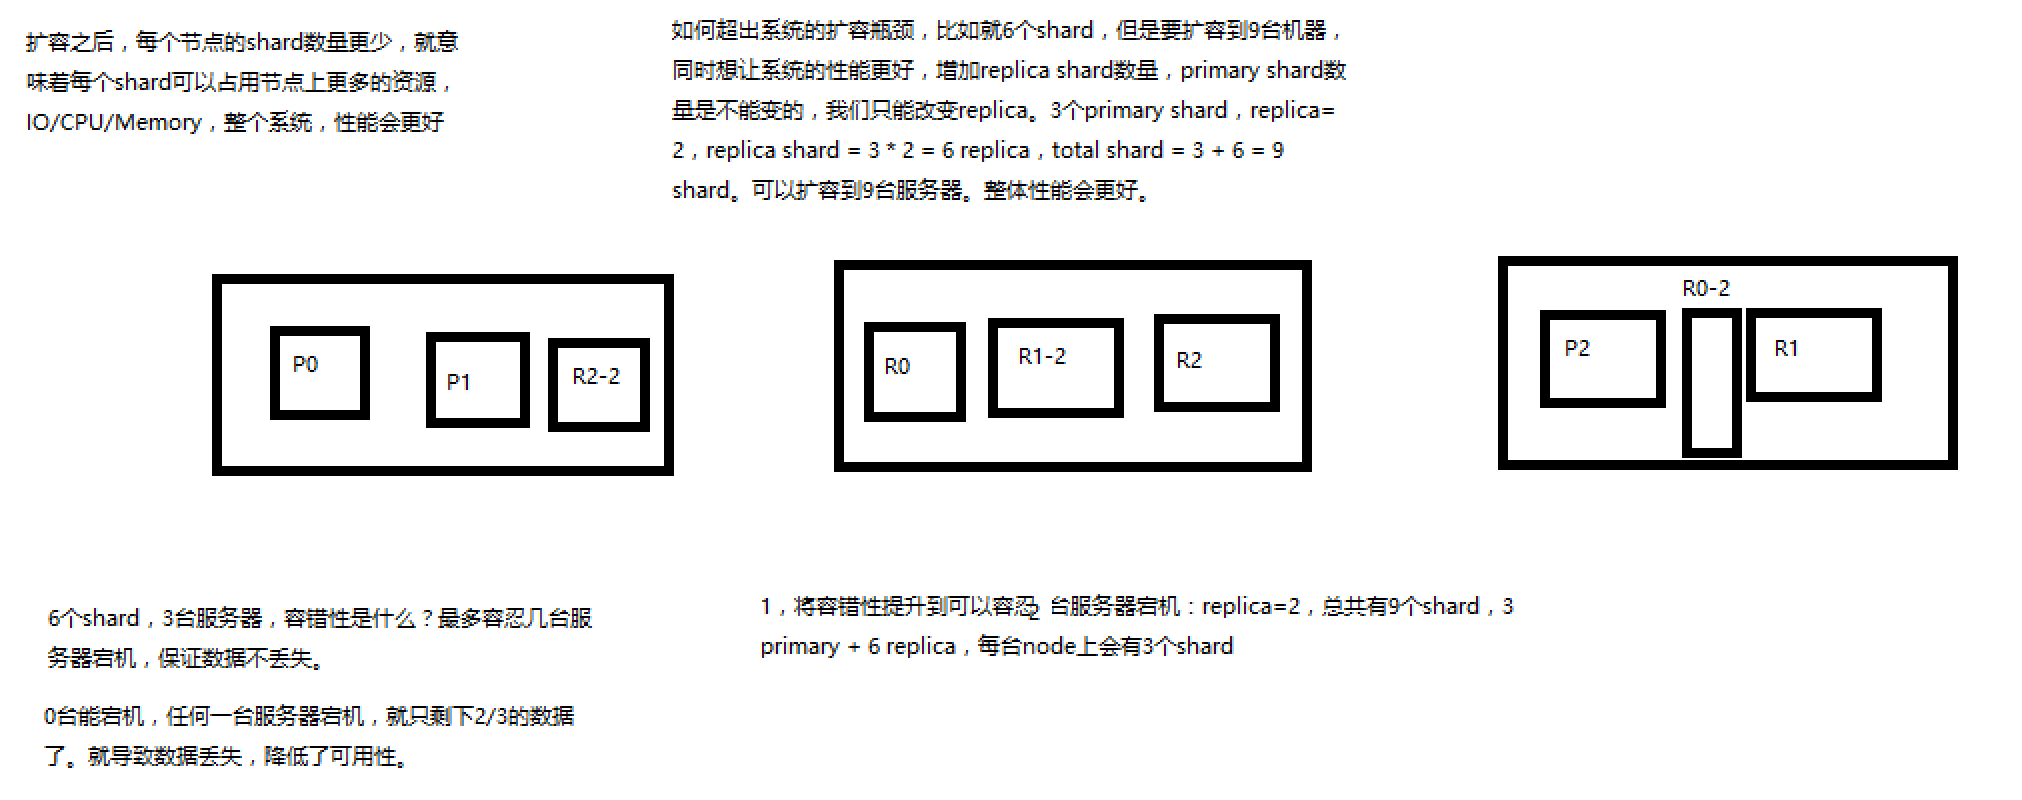 扩容之后，每个节点的shard数量更少，就意
味着每个shard可以占用节点上更多的资源，
IO/CPU/Memory，整个系统，性能会更好
如何超出系统的扩容瓶颈，比如就6个shard，但是要扩容到9台机器，
同时想让系统的性能更好，增加replica shard数量，primary shard数
量是不能变的，我们只能改变replica。3个primary shard，replica=
2，replica shard = 3 * 2 = 6 replica，total shard = 3 + 6 = 9
shard。可以扩容到9台服务器。整体性能会更好。
P0
P1
R2-2
R0
R1-2
R2
R0-2
P2
R1
6个shard，3台服务器，容错性是什么？最多容忍几台服
务器宕机，保证数据不丢失。
0台能宕机，任何一台服务器宕机，就只剩下2/3的数据
了。就导致数据丢失，降低了可用性。
1，将容错性提升到可以容忍2 台服务器宕机：replica=2，总共有9个shard，3
primary + 6 replica，每台node上会有3个shard